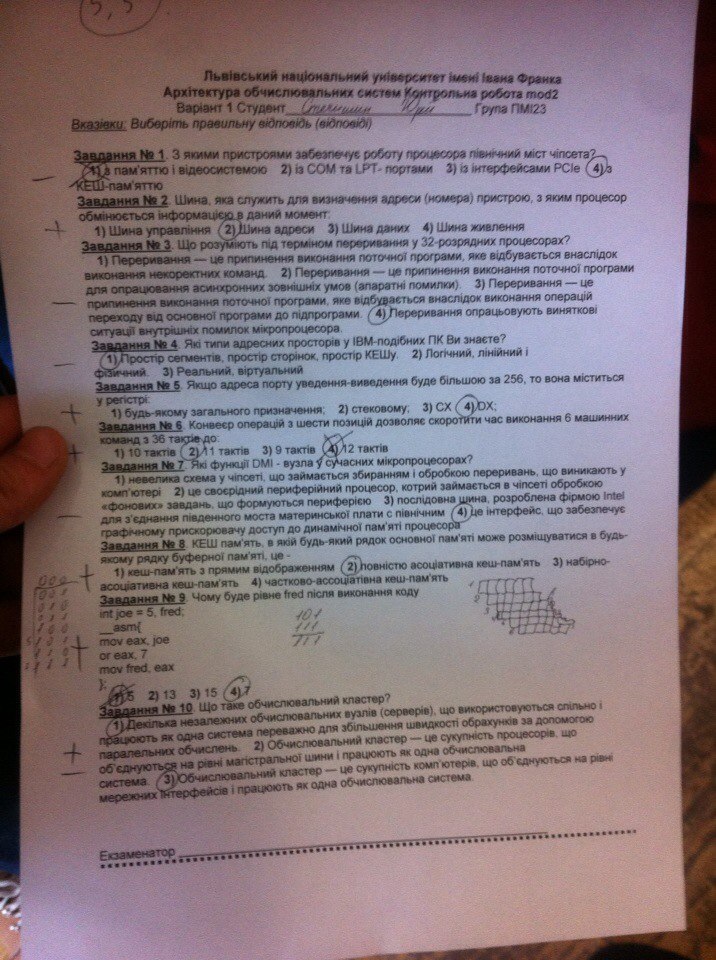 5,5
Львівський національний університет імені Івана Франка
Архітектура обчислювальних систем Контрольна робота mod2
Варіант 1 Студент Юрій Група ПМІ23
Вказівки: Виберіть правильну відповідь (відповіді)
Завдання № 1. З якими пристроями забезпечує роботу процесора північний міст чіпсета?
1) з пам'яттю і відеосистемою 2) із COM та LPT- портами 3) із інтерфейсами PCIe 4) з
— КЕШ-пам'яттю
Завдання № 2. Шина, яка служить для визначення адреси (номера) пристрою, з яким процесор
обмінюється інформацією в даний момент:
+ 1) Шина управління 2) Шина адреси 3) Шина даних 4) Шина живлення
Завдання № 3. Що розуміють під терміном переривання у 32-розрядних процесорах?
1) Переривання — це припинення виконання поточної програми, яке відбувається внаслідок
виконання некоректних команд. 2) Переривання — це припинення виконання поточної програми
для опрацювання асинхронних зовнішніх умов (апаратні помилки). 3) Переривання — це
— припинення виконання поточної програми, яке відбувається внаслідок виконання операцій
переходу від основної програми до підпрограми. 4) Переривання опрацьовують виняткові
ситуації внутрішніх помилок мікропроцесора.
Завдання № 4. Які типи адресних просторів у IBM-подібних ПК Ви знаєте?
— 1) Простір сегментів, простір сторінок, простір КЕШу. 2) Логічний, лінійний і
фізичний. 3) Реальний, віртуальний
Завдання № 5. Якщо адреса порту уведення-виведення буде більшою за 256, то вона міститься
у регістрі:
+ 1) будь-якому загального призначення; 2) стековому; 3) CX 4) DX;
Завдання № 6. Конвеєр операцій з шести позицій дозволяє скоротити час виконання 6 машинних
команд з 36 тактів до:
+ 1) 10 тактів 2) 11 тактів 3) 9 тактів 4) 12 тактів
Завдання № 7. Які функції DMI - вузла у сучасних мікропроцесорах?
1) невелика схема у чіпсеті, що займається збиранням і обробкою переривань, що виникають у
комп'ютері 2) це своєрідний периферійний процесор, котрий займається в чіпсеті обробкою
«фонових» завдань, що формуються периферією 3) послідовна шина, розроблена фірмою Intel
— для з'єднання південного моста материнської плати с північним 4) це інтерфейс, що забезпечує
графічному прискорювачу доступ до динамічної пам'яті процесора
Завдання № 8. КЕШ пам'ять, в якій будь-який рядок основної пам'яті може розміщуватися в будь-
якому рядку буферної пам'яті, це -
+ 1) кеш-пам'ять з прямим відображенням 2) повністю асоціативна кеш-пам'ять 3) набірно-
асоціативна кеш-пам'ять 4) частково-ассоціативна кеш-пам'ять
Завдання № 9. Чому буде рівне fred після виконання коду
int joe = 5, fred;
__asm{
mov eax, joe
or eax, 7
mov fred, eax
};
101
111
111
+ 1) 5 2) 13 3) 15 4) 7
Завдання № 10. Що таке обчислювальний кластер?
1) Декілька незалежних обчислювальних вузлів (серверів), що використовуються спільно і
працюють як одна система переважно для збільшення швидкості обрахунків за допомогою
+ паралельних обчислень. 2) Обчислювальний кластер — це сукупність процесорів, що
об'єднуються на рівні магістральної шини і працюють як одна обчислювальна
— система. 3) Обчислювальний кластер — це сукупність комп'ютерів, що об'єднуються на рівні
мережних інтерфейсів і працюють як одна обчислювальна система.
Екзаменатор